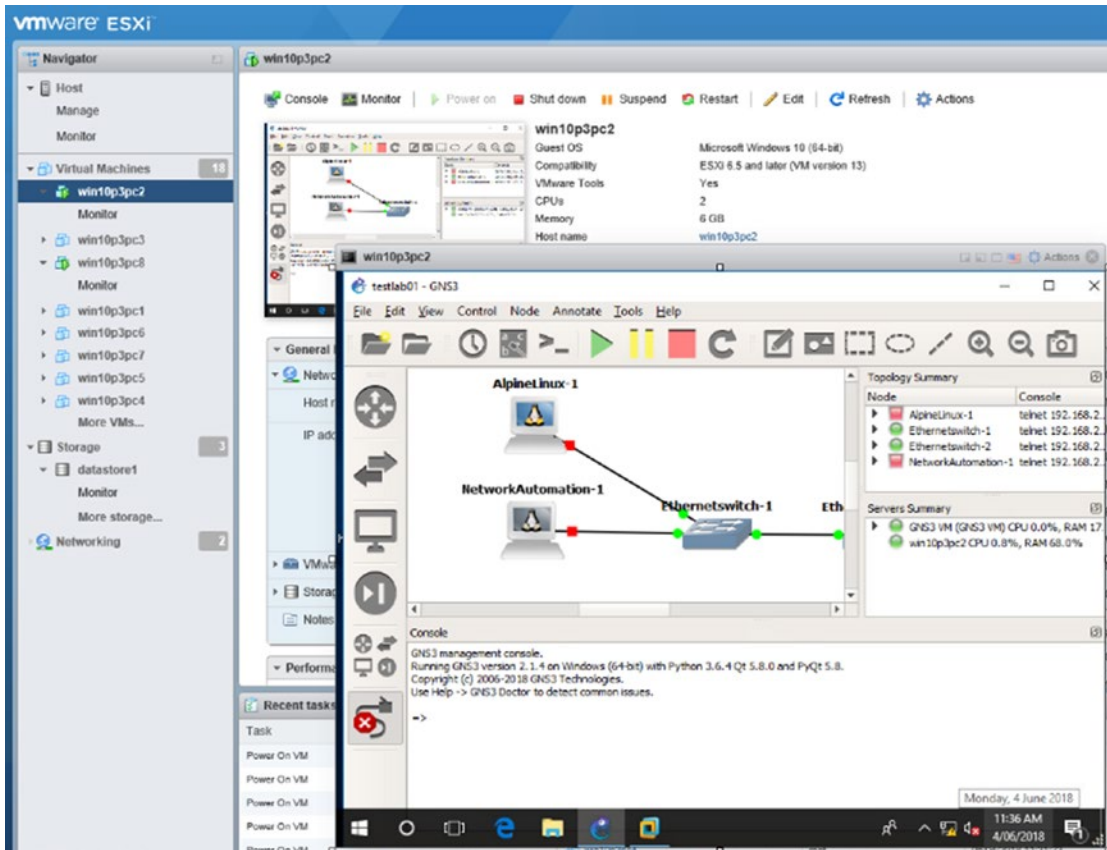 vmware ESXi
Navigator
Host
Manage
Monitor
Virtual Machines 18
win10p3pc2
Monitor
win10p3pc3
win10p3pc8
Monitor
win10p3pc1
win10p3pc6
win10p3pc7
win10p3pc5
win10p3pc4
More VMs...
Storage 3
datastore1
Monitor
More storage...
Networking 2
win10p3pc2
Console Monitor Power on Shut down Suspend Restart Edit Refresh Actions
win10p3pc2
Guest OS Microsoft Windows 10 (64-bit)
Compatibility ESXi 6.5 and later (VM version 13)
VMware Tools Yes
CPUs 2
Memory 6 GB
Host name win10p3pc2
General
Netwo
Host n
IP add
VMwa
Storag
Notes
Performa
Recent tasks
Task
Power On VM
Power On VM
Power On VM
Power On VM
win10p3pc2 Actions
testlab01 - GNS3
File Edit View Control Node Annotate Tools Help
AlpineLinux-1
NetworkAutomation-1
Ethernetswitch-1 Eth
Topology Summary
Node Console
AlpineLinux-1 telnet 192.168.2..
Ethernetswitch-1 telnet 192.168.2..
Ethernetswitch-2 telnet 192.168.2..
NetworkAutomation-1 telnet 192.168.2..
Servers Summary
GNS3 VM (GNS3 VM) CPU 0.0%, RAM 17.
win10p3pc2 CPU 0.8%, RAM 68.0%
Console
GNS3 management console.
Running GNS3 version 2.1.4 on Windows (64-bit) with Python 3.6.4 Qt 5.8.0 and PyQt 5.8.
Copyright (c) 2006-2018 GNS3 Technologies.
Use Help -> GNS3 Doctor to detect common issues.
=>
Monday, 4 June 2018
11:36 AM
4/06/2018